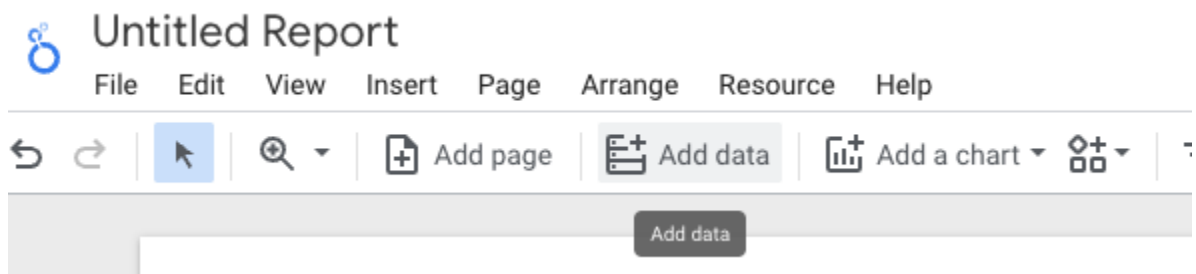 Untitled Report
File Edit View Insert Page Arrange Resource Help
Add page Add data Add a chart
Add data